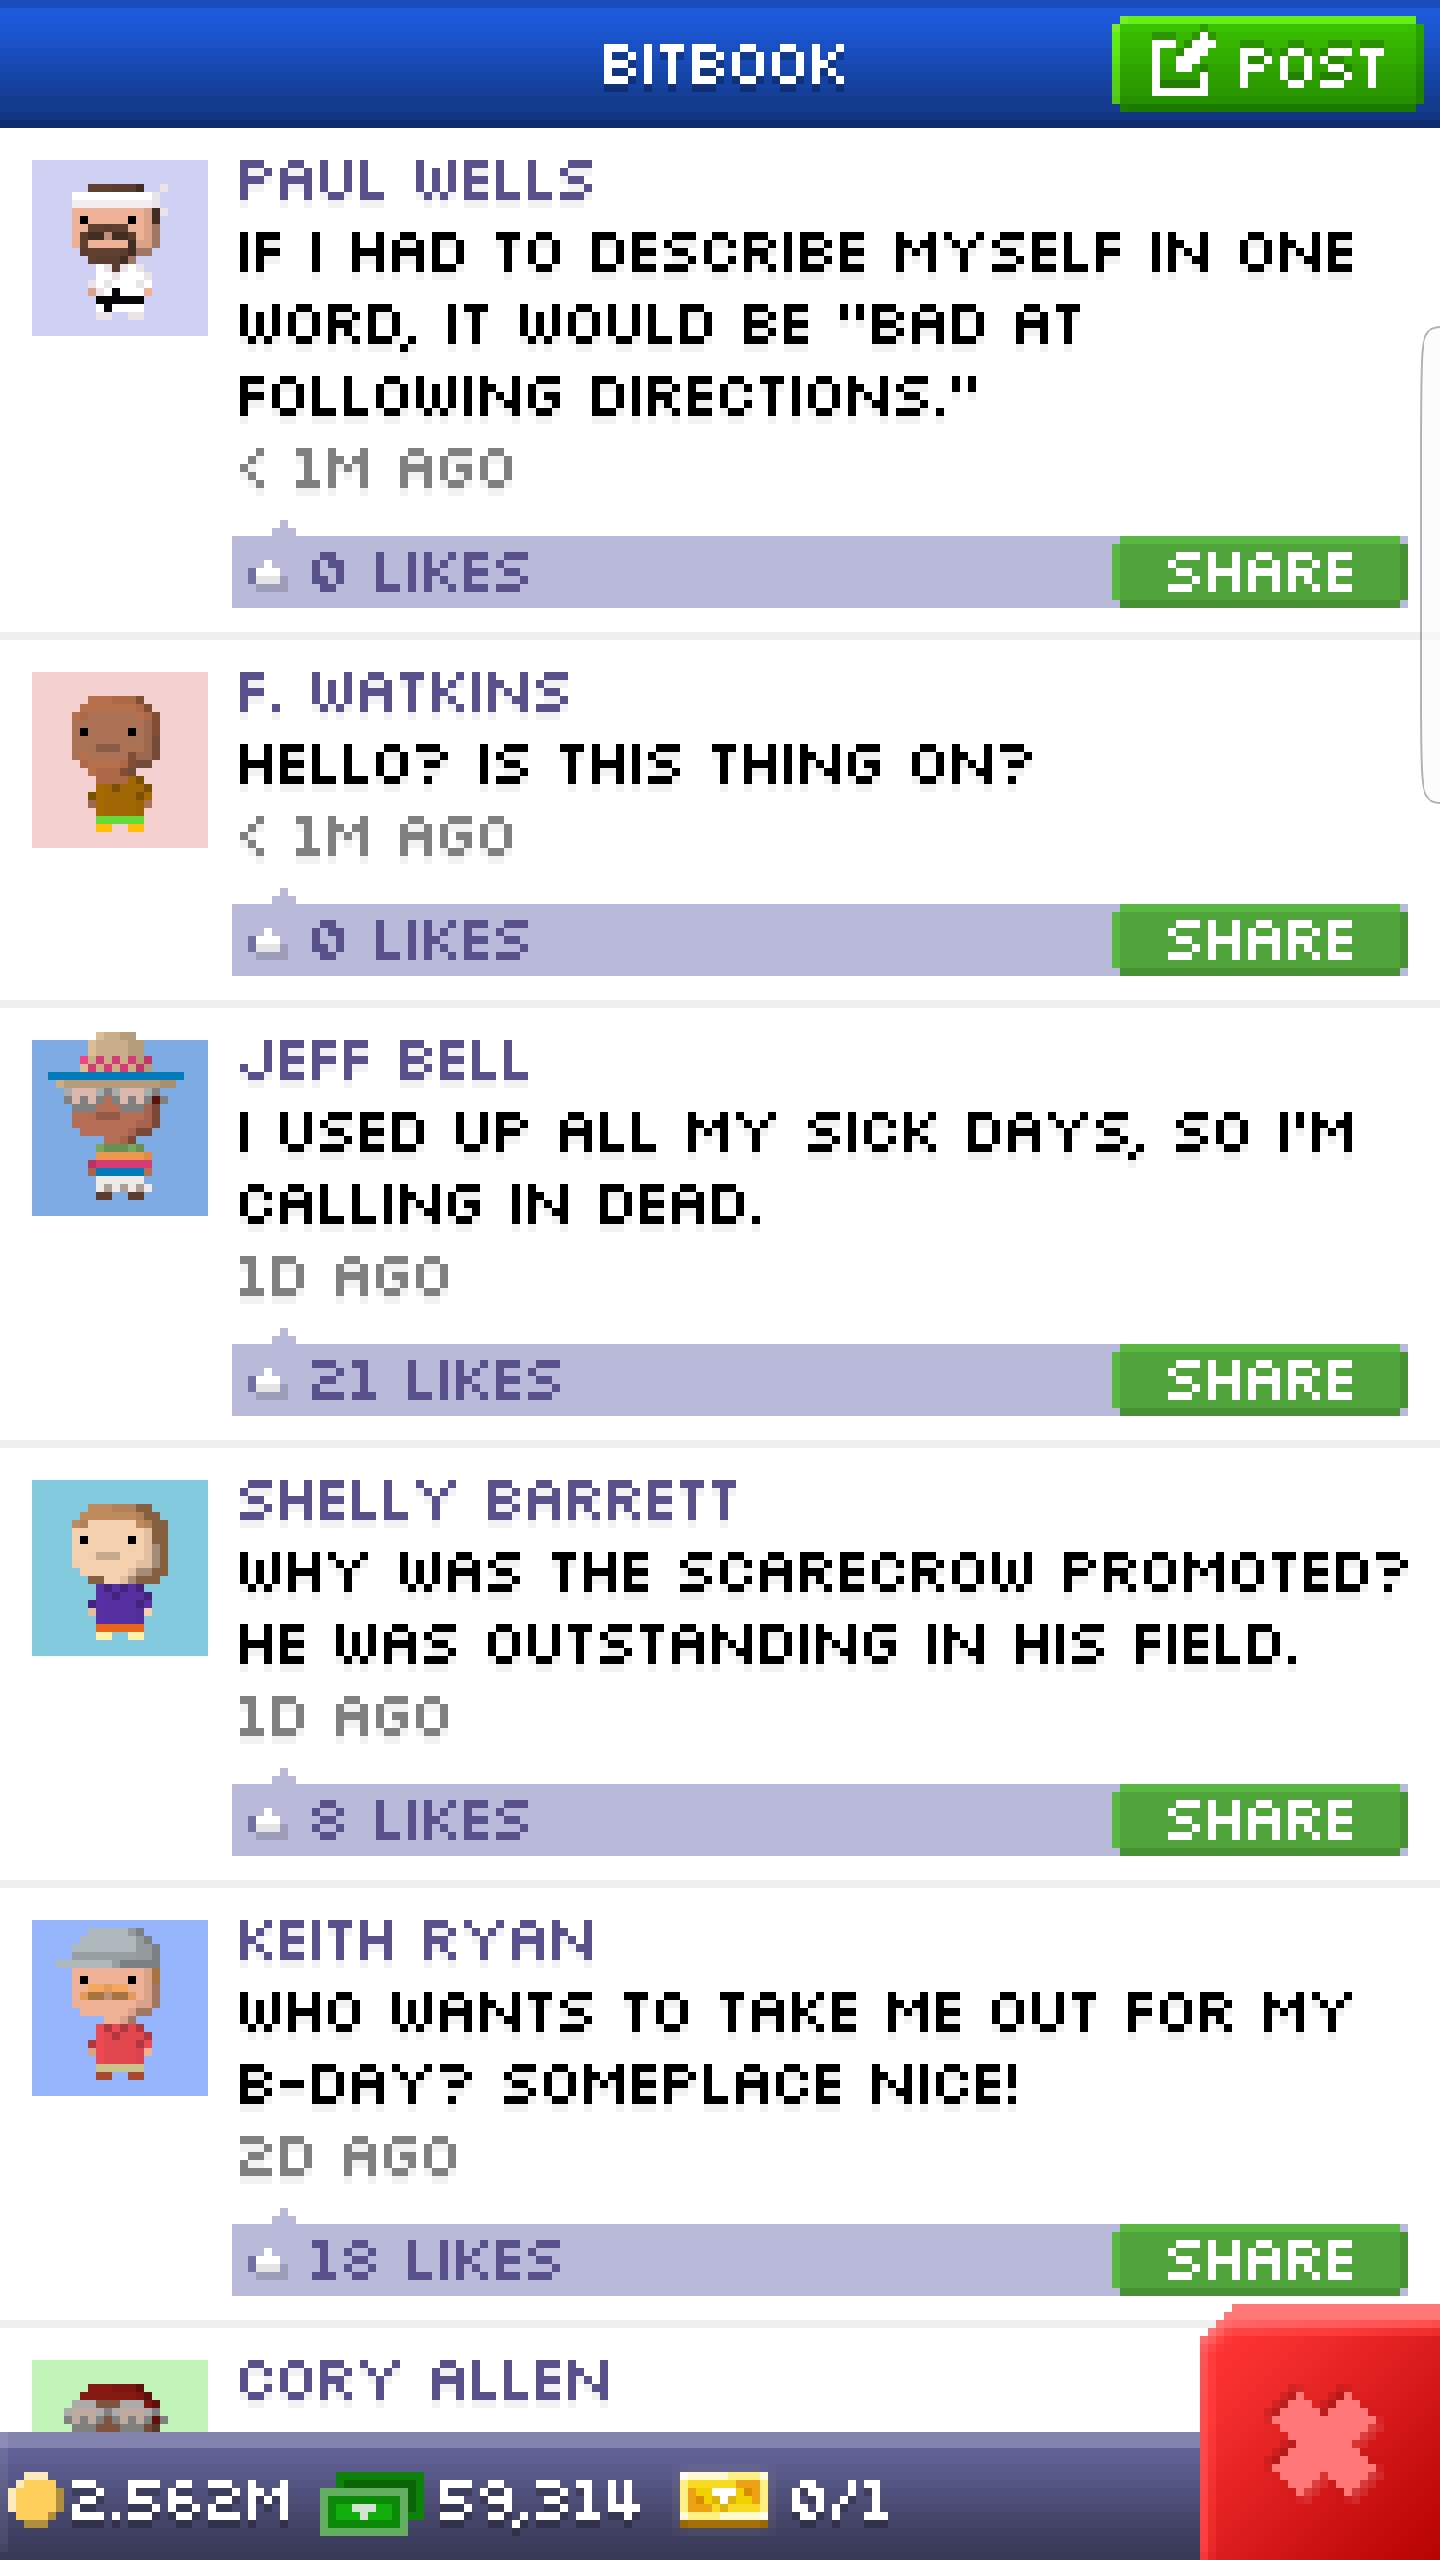 BITBOOK
POST
PAUL WELLS
IF I HAD TO DESCRIBE MYSELF IN ONE
WORD, IT WOULD BE "BAD AT
FOLLOWING DIRECTIONS."
< 1M AGO
0 LIKES
SHARE
F. WATKINS
HELLO? IS THIS THING ON?
< 1M AGO
0 LIKES
SHARE
JEFF BELL
I USED UP ALL MY SICK DAYS, SO I'M
CALLING IN DEAD.
1D AGO
21 LIKES
SHARE
SHELLY BARRETT
WHY WAS THE SCARECROW PROMOTED?
HE WAS OUTSTANDING IN HIS FIELD.
1D AGO
8 LIKES
SHARE
KEITH RYAN
WHO WANTS TO TAKE ME OUT FOR MY
B-DAY? SOMEPLACE NICE!
2D AGO
18 LIKES
SHARE
CORY ALLEN
2.562M
59,314
0/1